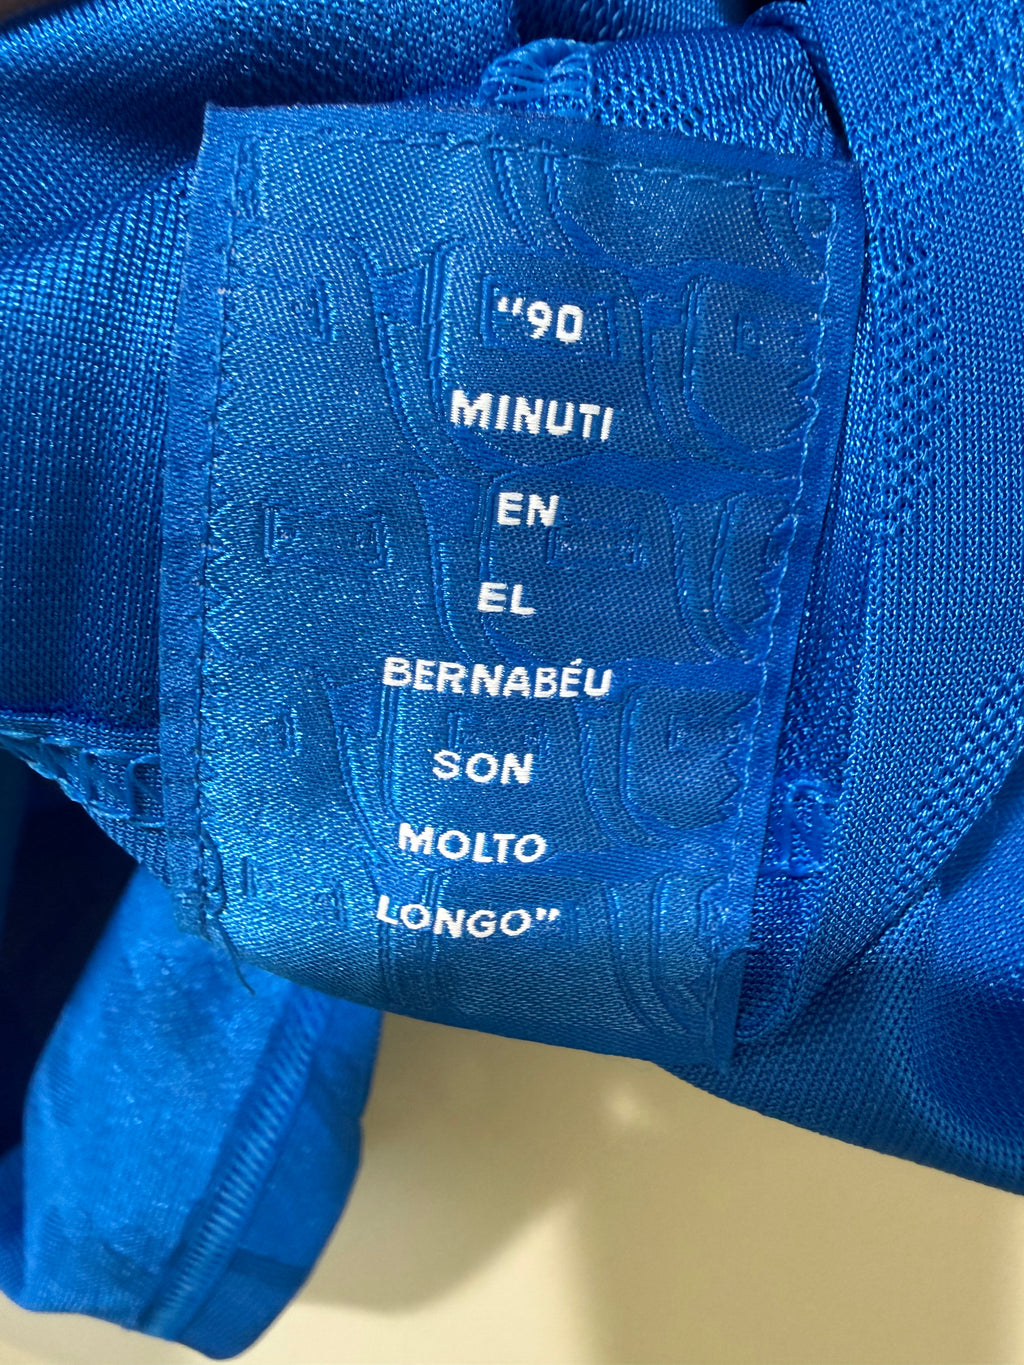 “90
MINUTI
EN
EL
BERNABÉU
SON
MOLTO
LONGO”